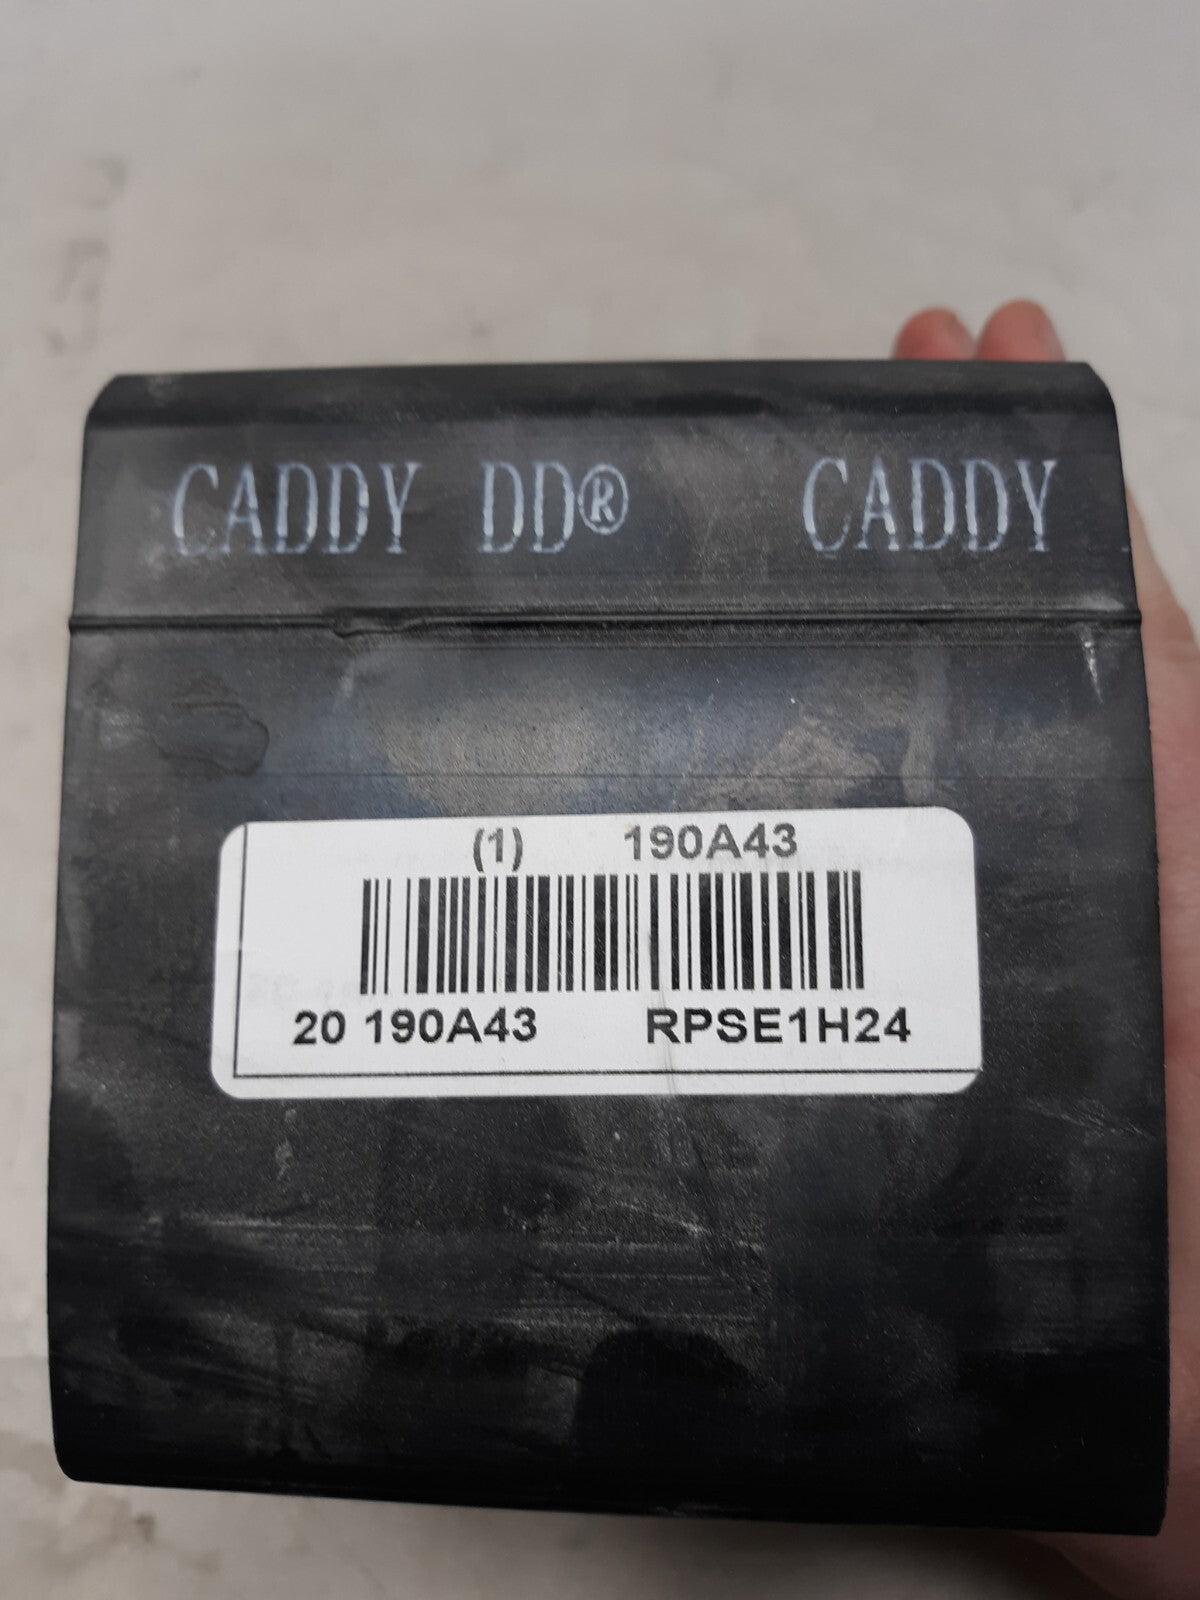 CADDY DD® CADDY
(1) 190A43
20 190A43 RPSE1H24